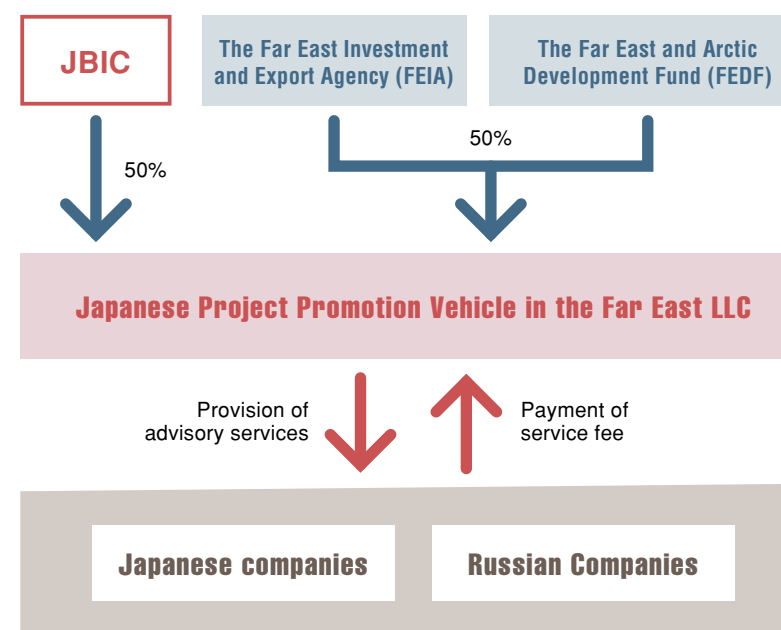 JBIC
The Far East Investment
and Export Agency (FEIA)
The Far East and Arctic
Development Fund (FEDF)
50%
50%
Japanese Project Promotion Vehicle in the Far East LLC
Provision of
advisory services
Payment of
service fee
Japanese companies
Russian Companies